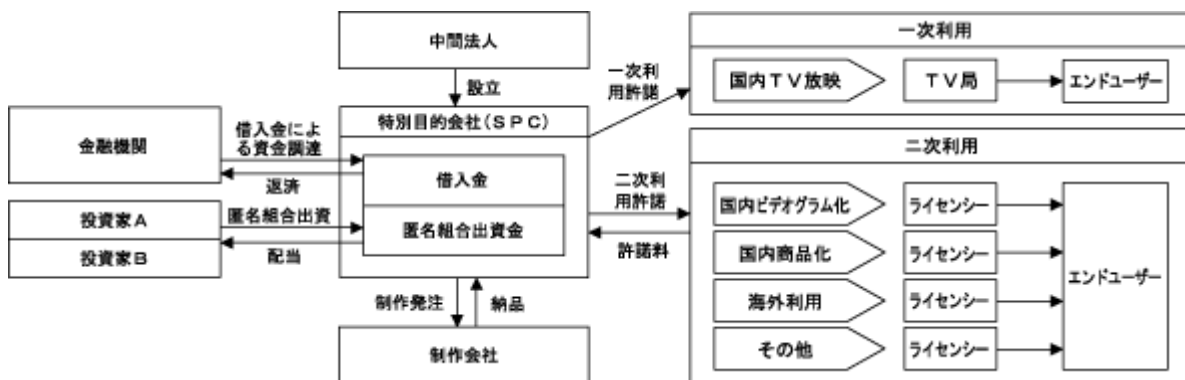 中間法人
設立
金融機関
借入金によ
る資金調達
返済
投資家A
投資家B
匿名組合出資
配当
特別目的会社(SPC)
借入金
匿名組合出資金
制作発注
納品
制作会社
一次利
用許諾
二次利
用許諾
許諾料
一次利用
国内TV放映
TV局
エンドユーザー
二次利用
国内ビデオグラム化
ライセンシー
国内商品化
ライセンシー
海外利用
ライセンシー
その他
ライセンシー
エンドユーザー